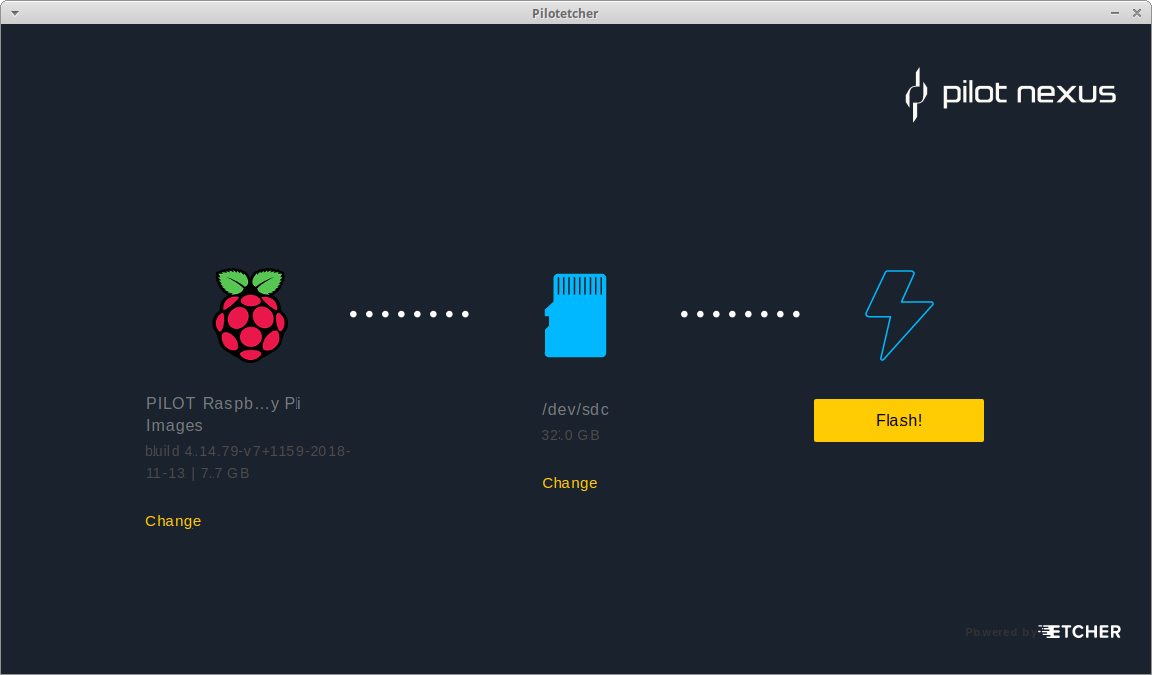 Pilotetcher
pilot nexus
PILOT Raspb...y Pi
Images
build 4.14.79-v7+1159-2018-
11-13 | 7.7 GB
Change
/dev/sdc
32.0 GB
Change
Flash!
Powered by ETCHER